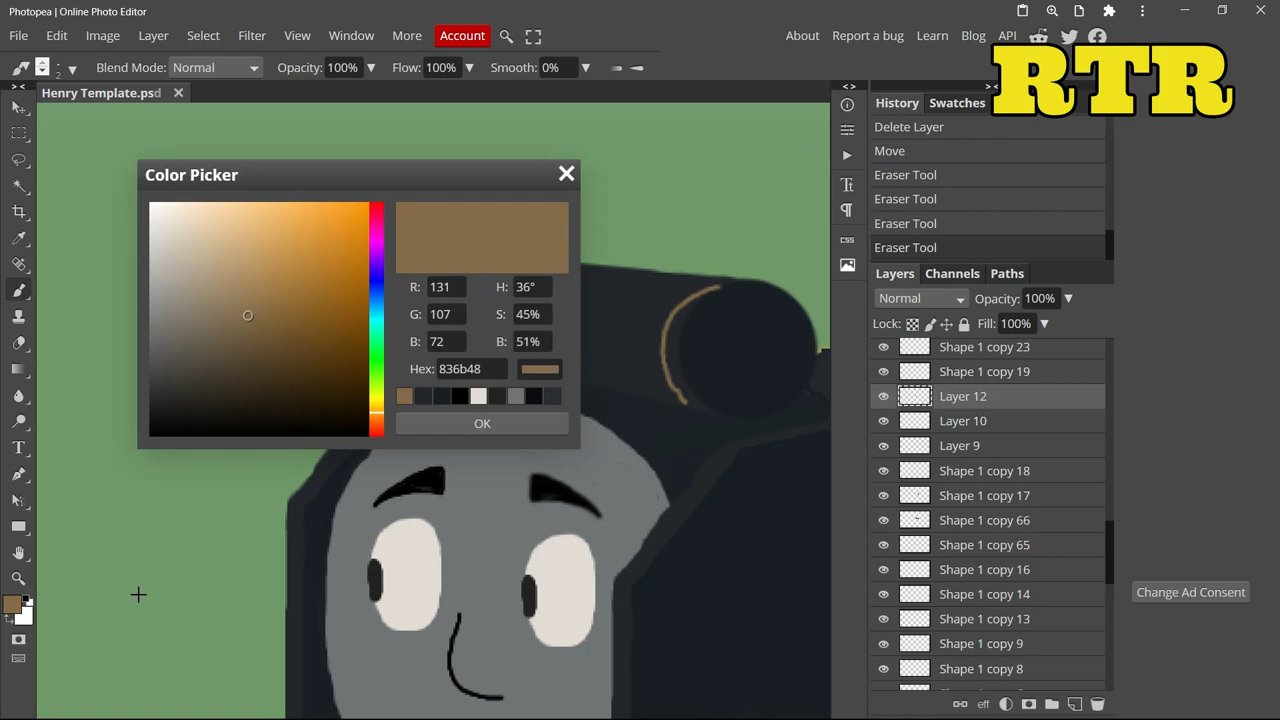 Photopea | Online Photo Editor
File Edit Image Layer Select Filter View Window More Account About Report a bug Learn Blog API
RTR
2 Blend Mode: Normal Opacity: 100% Flow: 100% Smooth: 0%
Henry Template.psd
History Swatches
Delete Layer
Move
Eraser Tool
Eraser Tool
Eraser Tool
Eraser Tool
Color Picker
R: 131 H: 36°
G: 107 S: 45%
B: 72 B: 51%
Hex: 836b48
OK
CSS
Layers Channels Paths
Normal Opacity: 100%
Lock: Fill: 100%
Shape 1 copy 23
Shape 1 copy 19
Layer 12
Layer 10
Layer 9
Shape 1 copy 18
Shape 1 copy 17
Shape 1 copy 66
Shape 1 copy 65
Shape 1 copy 16
Shape 1 copy 14
Shape 1 copy 13
Shape 1 copy 9
Shape 1 copy 8
eff
Change Ad Consent